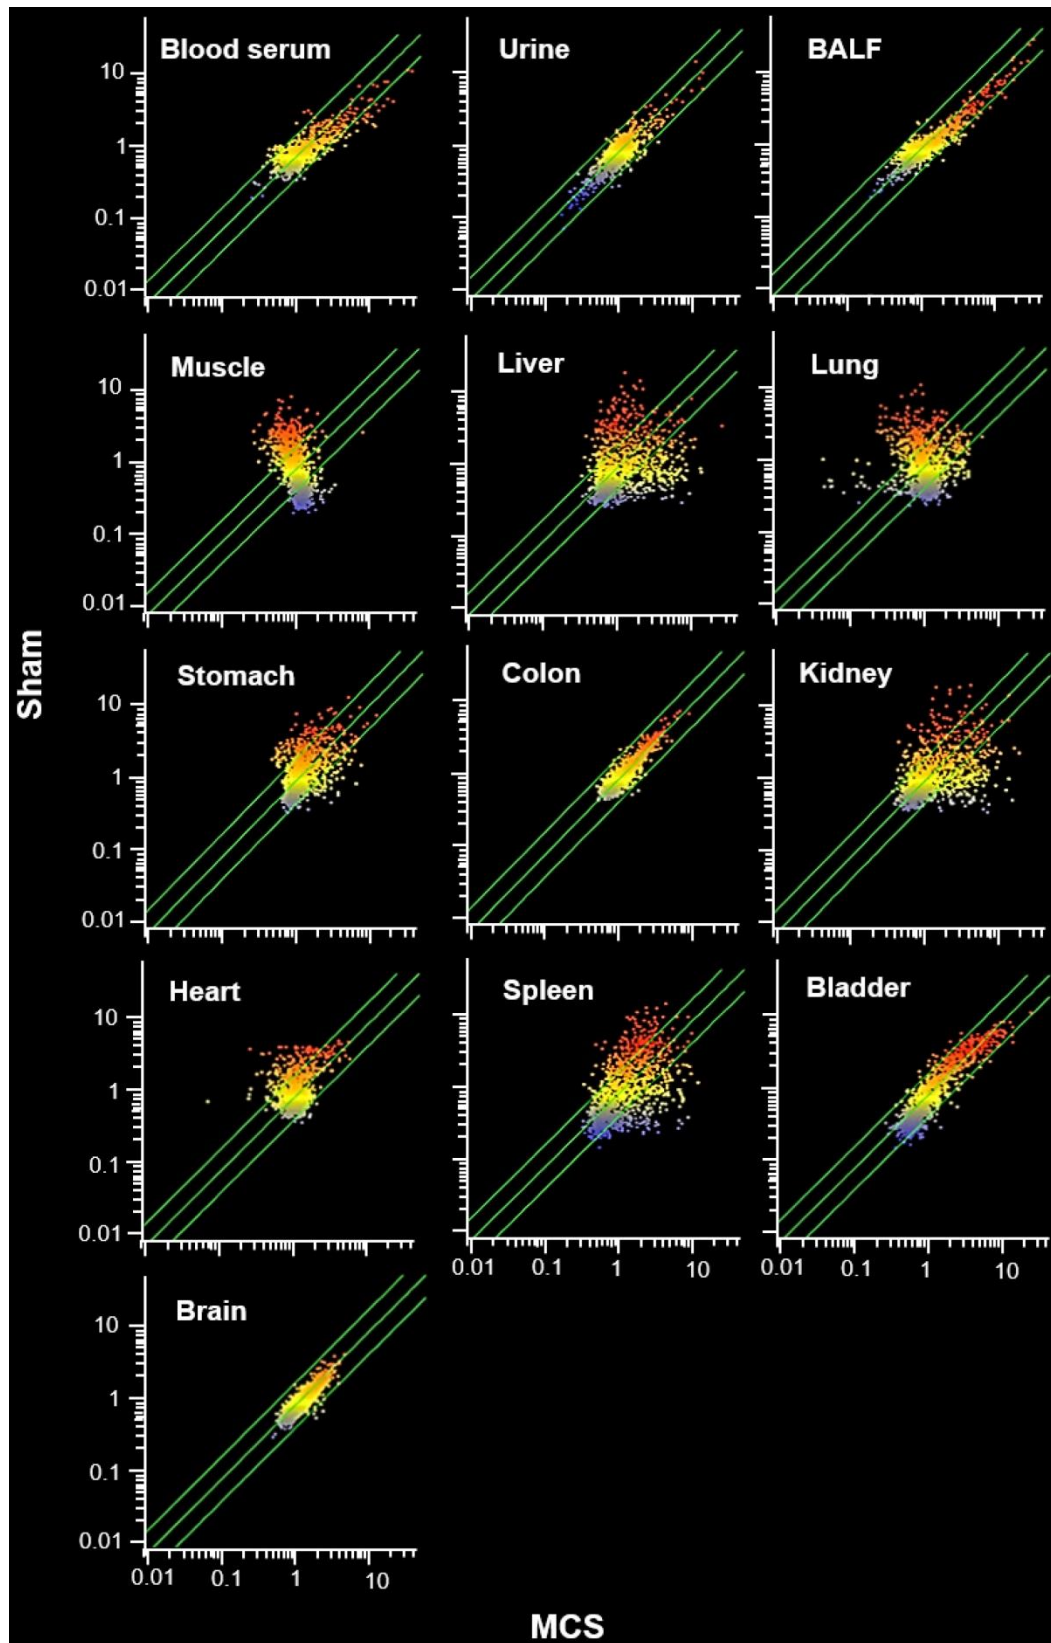 Blood serum
Urine
BALF
10
1
0.1
0.01
Muscle
Liver
Lung
10
1
0.1
0.01
Sham
Stomach
Colon
Kidney
10
1
0.1
0.01
Heart
Spleen
Bladder
10
1
0.1
0.01
0.01 0.1 1 10
0.01 0.1 1 10
Brain
10
1
0.1
0.01
0.01 0.1 1 10
MCS